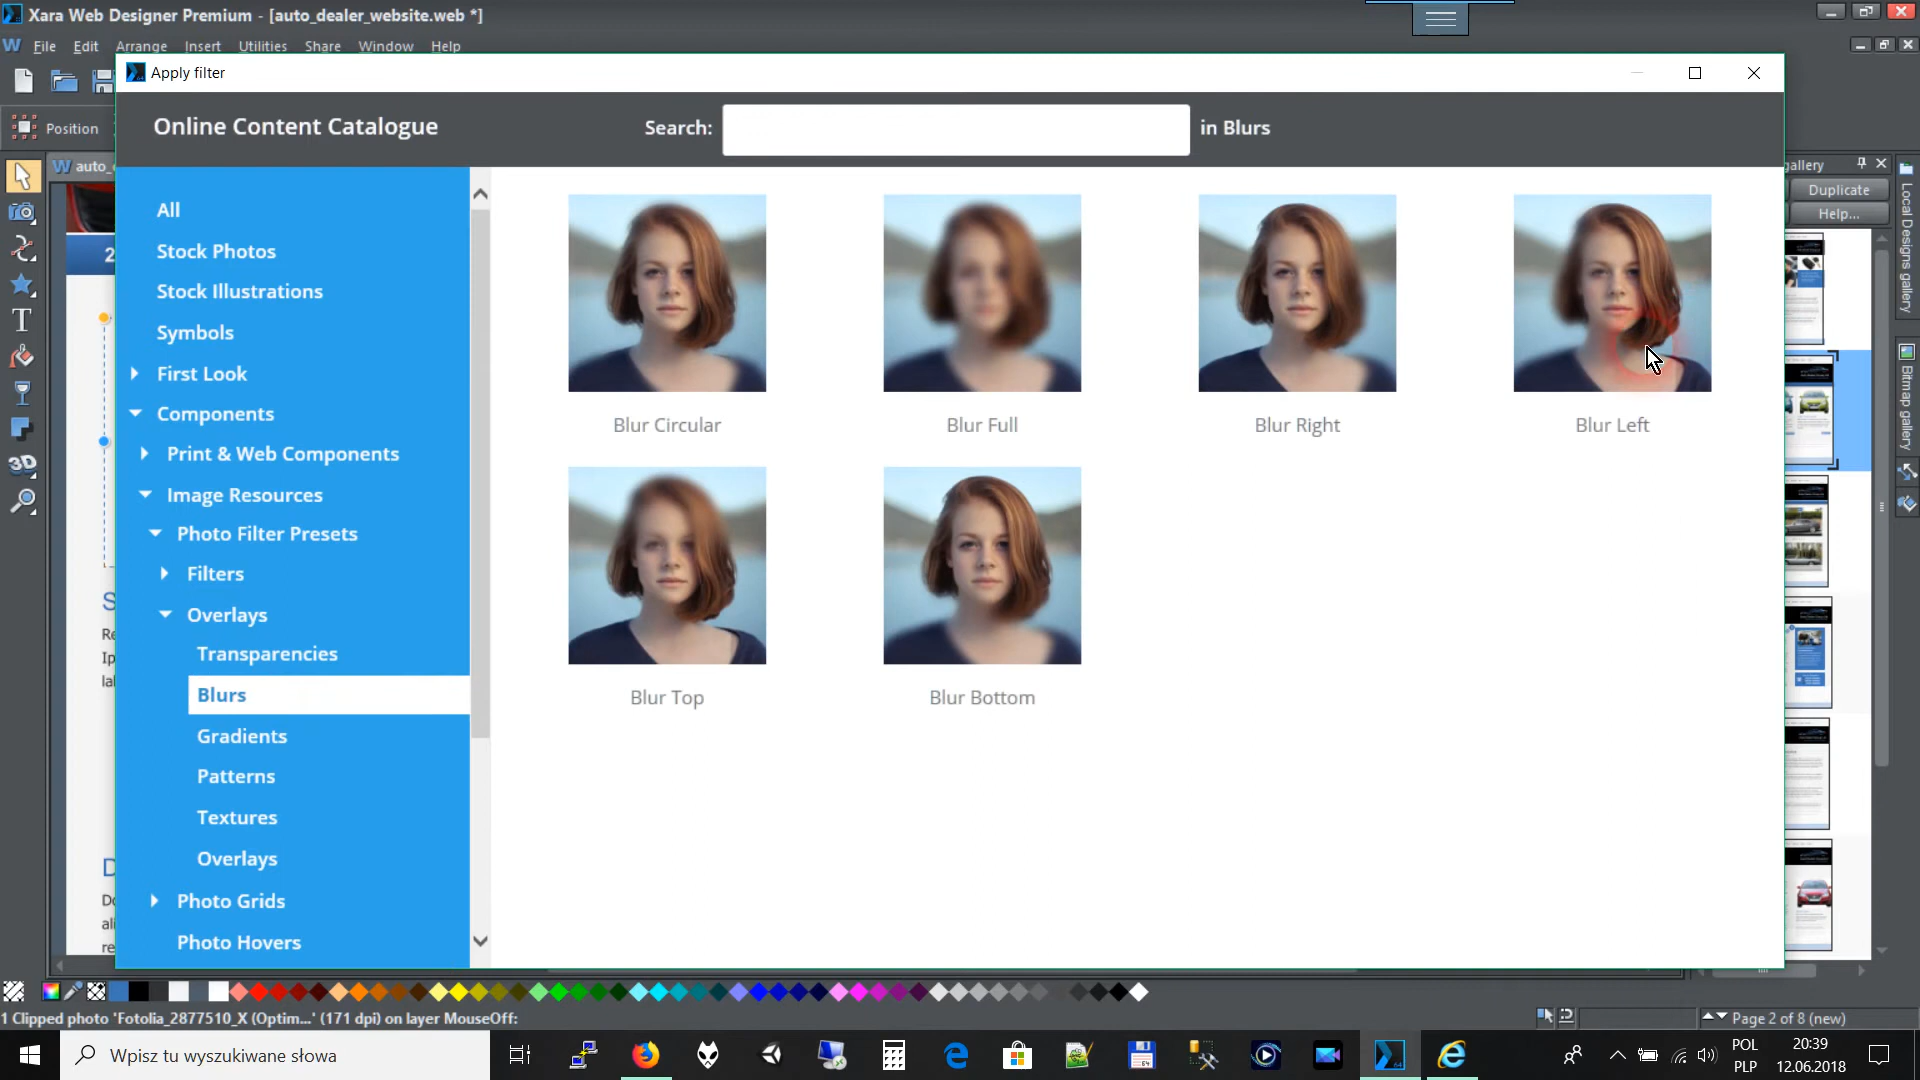 Xara Web Designer Premium - [auto_dealer_website.web *]
File Edit Arrange Insert Utilities Share Window Help
Apply filter
Position
Online Content Catalogue
Search:
in Blurs
gallery
Duplicate
Help...
Local Designs gallery
Bitmap gallery
All
Stock Photos
Stock Illustrations
Symbols
First Look
Components
Print & Web Components
Image Resources
Photo Filter Presets
Filters
Overlays
Transparencies
Blurs
Gradients
Patterns
Textures
Overlays
Photo Grids
Photo Hovers
Blur Circular
Blur Full
Blur Right
Blur Left
Blur Top
Blur Bottom
1 Clipped photo 'Fotolia_2877510_X (Optim...' (171 dpi) on layer MouseOff:
Page 2 of 8 (new)
Wpisz tu wyszukiwane słowa
POL
PLP
20:39
12.06.2018